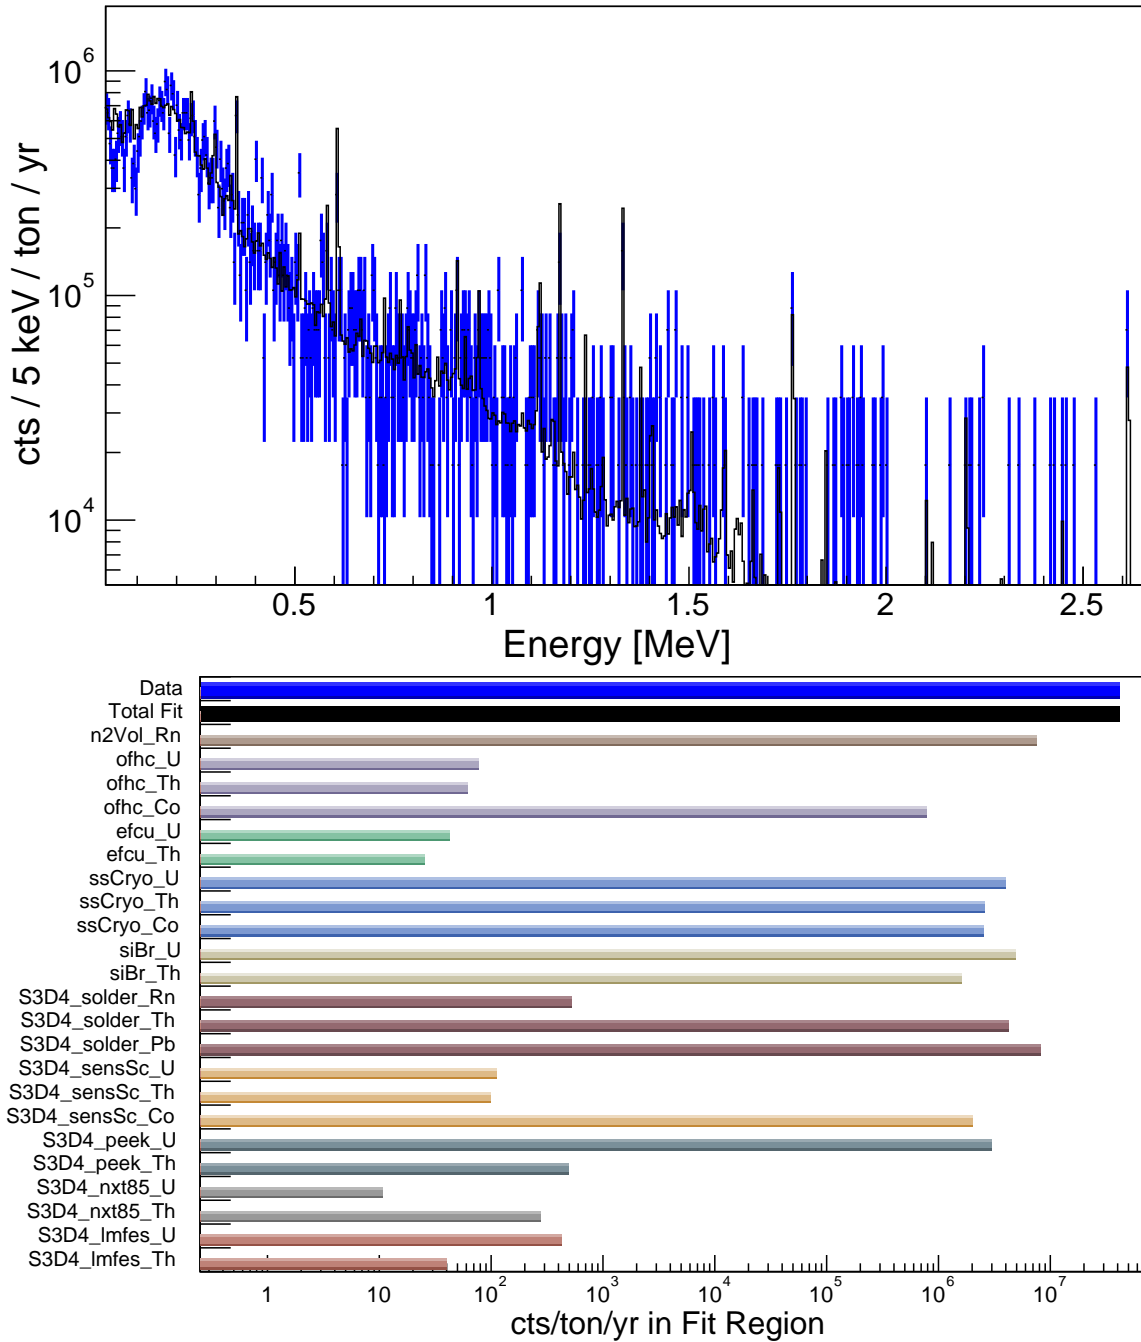 cts / 5 keV / ton / yr
10^6
10^5
10^4
0.5 1 1.5 2 2.5
Energy [MeV]
Data
Total Fit
n2Vol_Rn
ofhc_U
ofhc_Th
ofhc_Co
efcu_U
efcu_Th
ssCryo_U
ssCryo_Th
ssCryo_Co
siBr_U
siBr_Th
S3D4_solder_Rn
S3D4_solder_Th
S3D4_solder_Pb
S3D4_sensSc_U
S3D4_sensSc_Th
S3D4_sensSc_Co
S3D4_peek_U
S3D4_peek_Th
S3D4_nxt85_U
S3D4_nxt85_Th
S3D4_lmfes_U
S3D4_lmfes_Th
1 10 10^2 10^3 10^4 10^5 10^6 10^7
cts/ton/yr in Fit Region